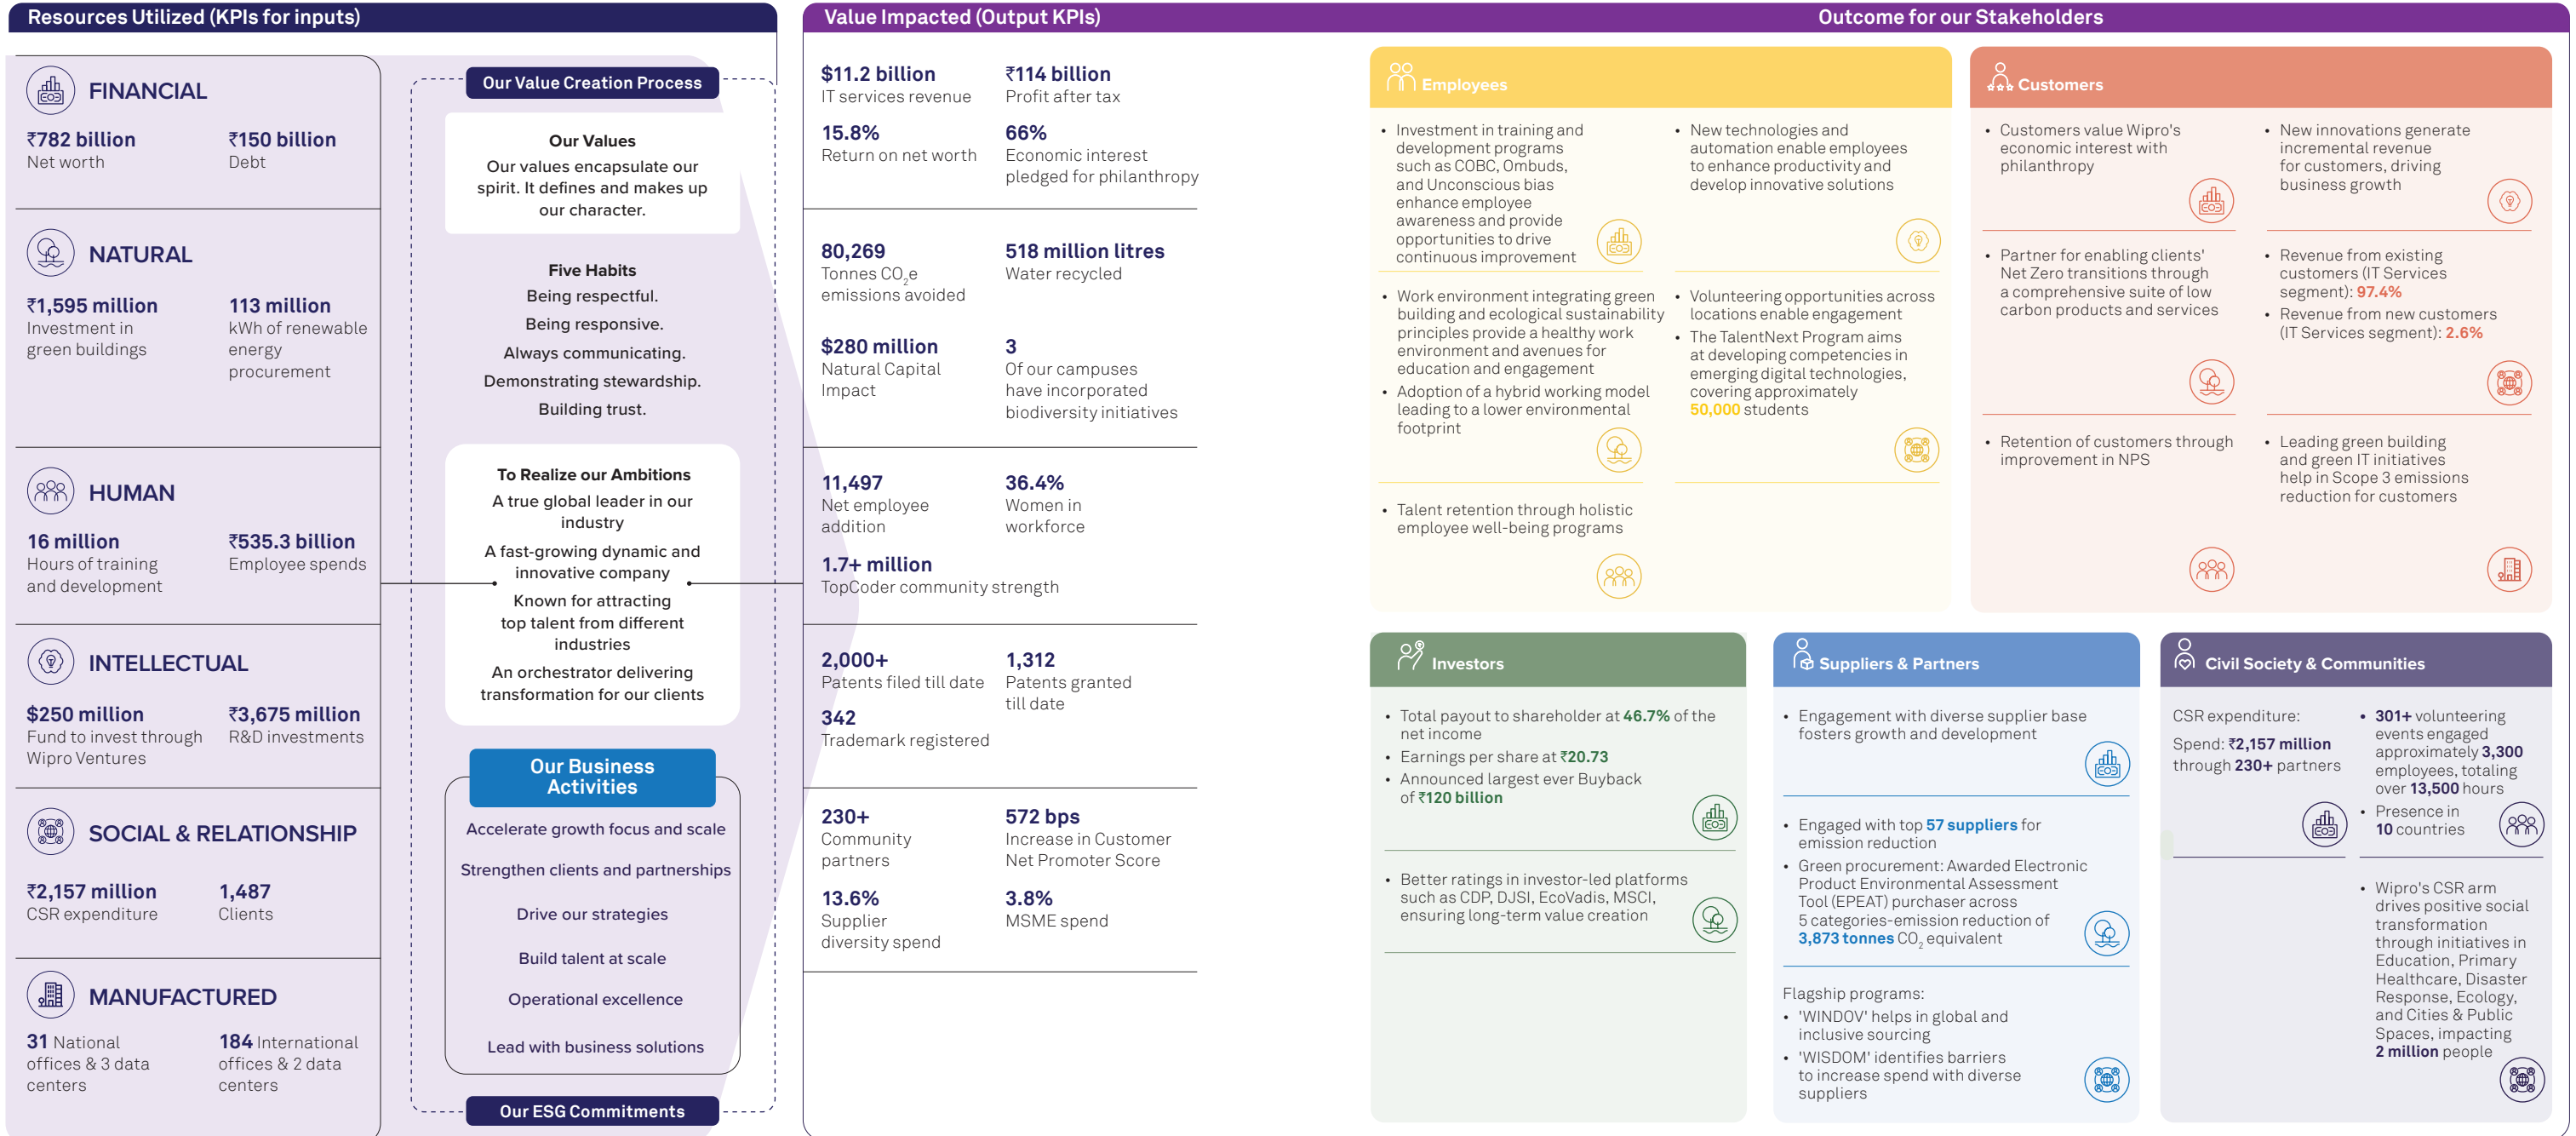 Resources Utilized (KPIs for inputs)
FINANCIAL
₹782 billion
Net worth
₹150 billion
Debt
NATURAL
₹1,595 million
Investment in
green buildings
113 million
kWh of renewable
energy
procurement
HUMAN
16 million
Hours of training
and development
₹535.3 billion
Employee spends
INTELLECTUAL
$250 million
Fund to invest through
Wipro Ventures
₹3,675 million
R&D investments
SOCIAL & RELATIONSHIP
₹2,157 million
CSR expenditure
1,487
Clients
MANUFACTURED
31 National
offices & 3 data
centers
184 International
offices & 2 data
centers
Our Value Creation Process
Our Values
Our values encapsulate our
spirit. It defines and makes up
our character.
Five Habits
Being respectful.
Being responsive.
Always communicating.
Demonstrating stewardship.
Building trust.
To Realize our Ambitions
A true global leader in our
industry
A fast-growing dynamic and
innovative company
Known for attracting
top talent from different
industries
An orchestrator delivering
transformation for our clients
Our Business
Activities
Accelerate growth focus and scale
Strengthen clients and partnerships
Drive our strategies
Build talent at scale
Operational excellence
Lead with business solutions
Our ESG Commitments
Value Impacted (Output KPIs)
$11.2 billion
IT services revenue
₹114 billion
Profit after tax
15.8%
Return on net worth
66%
Economic interest
pledged for philanthropy
80,269
Tonnes CO₂e
emissions avoided
518 million litres
Water recycled
$280 million
Natural Capital
Impact
3
Of our campuses
have incorporated
biodiversity initiatives
11,497
Net employee
addition
36.4%
Women in
workforce
1.7+ million
TopCoder community strength
2,000+
Patents filed till date
1,312
Patents granted
till date
342
Trademark registered
230+
Community
partners
572 bps
Increase in Customer
Net Promoter Score
13.6%
Supplier
diversity spend
3.8%
MSME spend
Outcome for our Stakeholders
Employees
• Investment in training and
development programs
such as COBC, Ombuds,
and Unconscious bias
enhance employee
awareness and provide
opportunities to drive
continuous improvement
• New technologies and
automation enable employees
to enhance productivity and
develop innovative solutions
• Work environment integrating green
building and ecological sustainability
principles provide a healthy work
environment and avenues for
education and engagement
• Adoption of a hybrid working model
leading to a lower environmental
footprint
• Volunteering opportunities across
locations enable engagement
• The TalentNext Program aims
at developing competencies in
emerging digital technologies,
covering approximately
50,000 students
• Talent retention through holistic
employee well-being programs
Customers
• Customers value Wipro's
economic interest with
philanthropy
• New innovations generate
incremental revenue
for customers, driving
business growth
• Partner for enabling clients'
Net Zero transitions through
a comprehensive suite of low
carbon products and services
• Revenue from existing
customers (IT Services
segment): 97.4%
• Revenue from new customers
(IT Services segment): 2.6%
• Retention of customers through
improvement in NPS
• Leading green building
and green IT initiatives
help in Scope 3 emissions
reduction for customers
Investors
• Total payout to shareholder at 46.7% of the
net income
• Earnings per share at ₹20.73
• Announced largest ever Buyback
of ₹120 billion
• Better ratings in investor-led platforms
such as CDP, DJSI, EcoVadis, MSCI,
ensuring long-term value creation
Suppliers & Partners
• Engagement with diverse supplier base
fosters growth and development
• Engaged with top 57 suppliers for
emission reduction
• Green procurement: Awarded Electronic
Product Environmental Assessment
Tool (EPEAT) purchaser across
5 categories-emission reduction of
3,873 tonnes CO₂ equivalent
Flagship programs:
• 'WINDOV' helps in global and
inclusive sourcing
• 'WISDOM' identifies barriers
to increase spend with diverse
suppliers
Civil Society & Communities
CSR expenditure:
Spend: ₹2,157 million
through 230+ partners
• 301+ volunteering
events engaged
approximately 3,300
employees, totaling
over 13,500 hours
• Presence in
10 countries
• Wipro's CSR arm
drives positive social
transformation
through initiatives in
Education, Primary
Healthcare, Disaster
Response, Ecology,
and Cities & Public
Spaces, impacting
2 million people